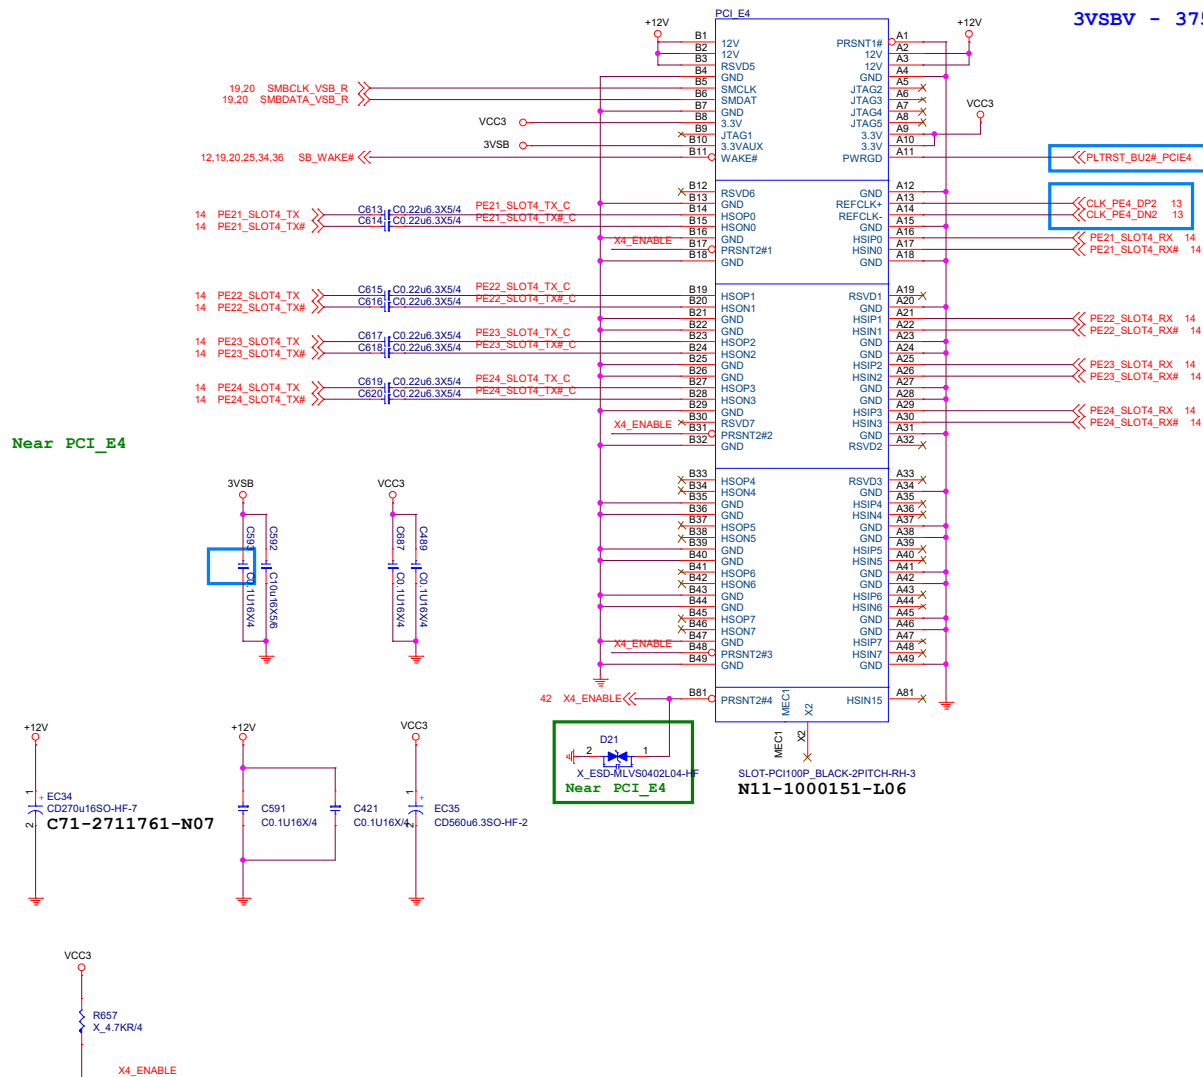 PCI_E4
3VSBV - 375
+12V
+12V
B1 12V PRSNT1# A1
B2 12V 12V A2
B3 RSVD5 12V A3
B4 GND GND A4
19,20 SMBCLK_VSB_R B5 SMCLK JTAG2 A5
19,20 SMBDATA_VSB_R B6 SMDAT JTAG3 A6
B7 GND JTAG4 A7
VCC3 B8 3.3V JTAG5 A8 VCC3
B9 JTAG1 3.3V A9
3VSB B10 3.3VAUX 3.3V A10
12,19,20,25,34,36 SB_WAKE# B11 WAKE# PWRGD A11 PLTRST_BU2#_PCIE4
B12 RSVD6 GND A12
B13 GND REFCLK+ A13 CLK_PE4_DP2 13
14 PE21_SLOT4_TX C613 C0.22u6.3X5/4 PE21_SLOT4_TX_C B14 HSOP0 REFCLK- A14 CLK_PE4_DN2 13
14 PE21_SLOT4_TX# C614 C0.22u6.3X5/4 PE21_SLOT4_TX#_C B15 HSON0 GND A15
B16 GND HSIP0 A16 PE21_SLOT4_RX 14
X4_ENABLE B17 PRSNT2#1 HSIN0 A17 PE21_SLOT4_RX# 14
B18 GND GND A18
14 PE22_SLOT4_TX C615 C0.22u6.3X5/4 PE22_SLOT4_TX_C B19 HSOP1 RSVD1 A19
14 PE22_SLOT4_TX# C616 C0.22u6.3X5/4 PE22_SLOT4_TX#_C B20 HSON1 GND A20
B21 GND HSIP1 A21 PE22_SLOT4_RX 14
B22 GND HSIN1 A22 PE22_SLOT4_RX# 14
14 PE23_SLOT4_TX C617 C0.22u6.3X5/4 PE23_SLOT4_TX_C B23 HSOP2 GND A23
14 PE23_SLOT4_TX# C618 C0.22u6.3X5/4 PE23_SLOT4_TX#_C B24 HSON2 GND A24
B25 GND HSIP2 A25 PE23_SLOT4_RX 14
B26 GND HSIN2 A26 PE23_SLOT4_RX# 14
14 PE24_SLOT4_TX C619 C0.22u6.3X5/4 PE24_SLOT4_TX_C B27 HSOP3 GND A27
14 PE24_SLOT4_TX# C620 C0.22u6.3X5/4 PE24_SLOT4_TX#_C B28 HSON3 GND A28
B29 GND HSIP3 A29 PE24_SLOT4_RX 14
B30 RSVD7 HSIN3 A30 PE24_SLOT4_RX# 14
X4_ENABLE B31 PRSNT2#2 GND A31
B32 GND RSVD2 A32
Near PCI_E4
B33 HSOP4 RSVD3 A33
B34 HSON4 GND A34
B35 GND HSIP4 A35
B36 GND HSIN4 A36
B37 HSOP5 GND A37
B38 HSON5 GND A38
B39 GND HSIP5 A39
B40 GND HSIN5 A40
B41 HSOP6 GND A41
B42 HSON6 GND A42
B43 GND HSIP6 A43
B44 GND HSIN6 A44
B45 HSOP7 GND A45
B46 HSON7 GND A46
B47 GND HSIP7 A47
X4_ENABLE B48 PRSNT2#3 HSIN7 A48
B49 GND GND A49
42 X4_ENABLE B81 PRSNT2#4 HSIN15 A81
MEC1 X2
MEC1 X2
3VSB
C593 C0.1U16X/4
C592 C10u16X5/6
VCC3
C687 C0.1U16X/4
C489 C0.1U16X/4
D21
2 1
X_ESD-MLVS0402L04-HF
Near PCI_E4
SLOT-PCI100P_BLACK-2PITCH-RH-3
N11-1000151-L06
+12V
1 + EC34
CD270u16SO-HF-7
2 C71-2711761-N07
+12V
C591
C0.1U16X/4
C421
C0.1U16X/4
VCC3
1 +
EC35
2 CD560u6.3SO-HF-2
VCC3
R657
X_4.7KR/4
X4_ENABLE